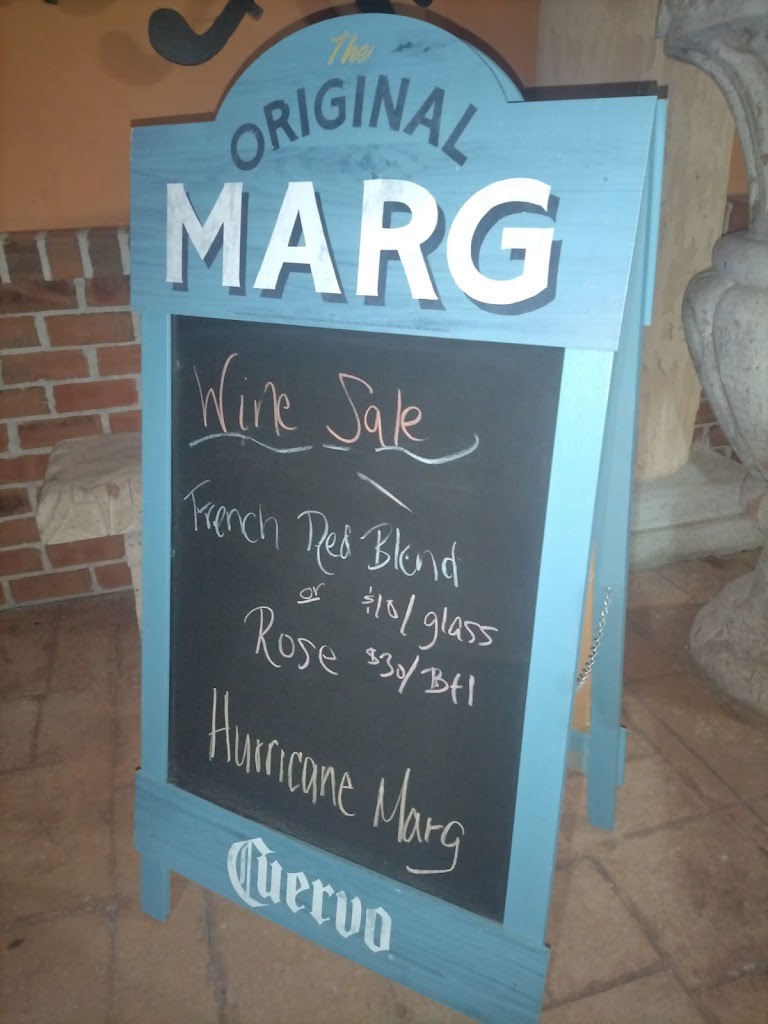 The
ORIGINAL
MARG
Wine Sale
French Red Blend
or $10/glass
Rose $30/Btl
Hurricane Marg
Cuervo